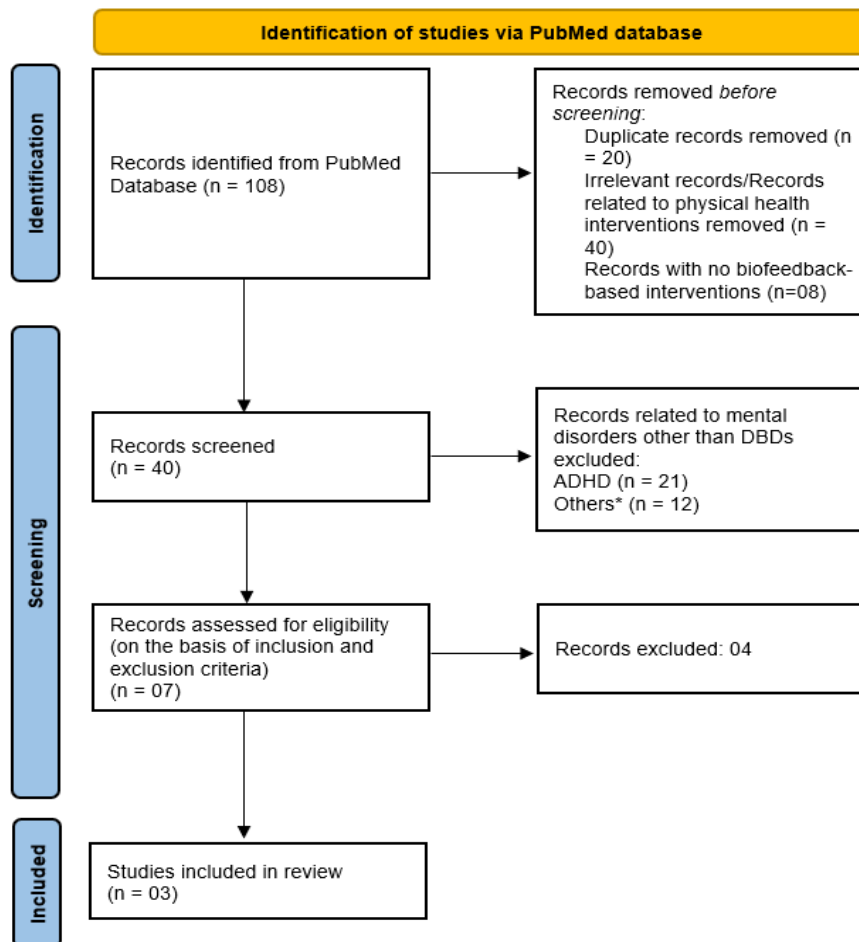 Identification of studies via PubMed database
Identification
Records identified from PubMed
Database (n = 108)
Records removed before
screening:
Duplicate records removed (n
= 20)
Irrelevant records/Records
related to physical health
interventions removed (n =
40)
Records with no biofeedback-
based interventions (n=08)
Screening
Records screened
(n = 40)
Records related to mental
disorders other than DBDs
excluded:
ADHD (n = 21)
Others* (n = 12)
Records assessed for eligibility
(on the basis of inclusion and
exclusion criteria)
(n = 07)
Records excluded: 04
Included
Studies included in review
(n = 03)